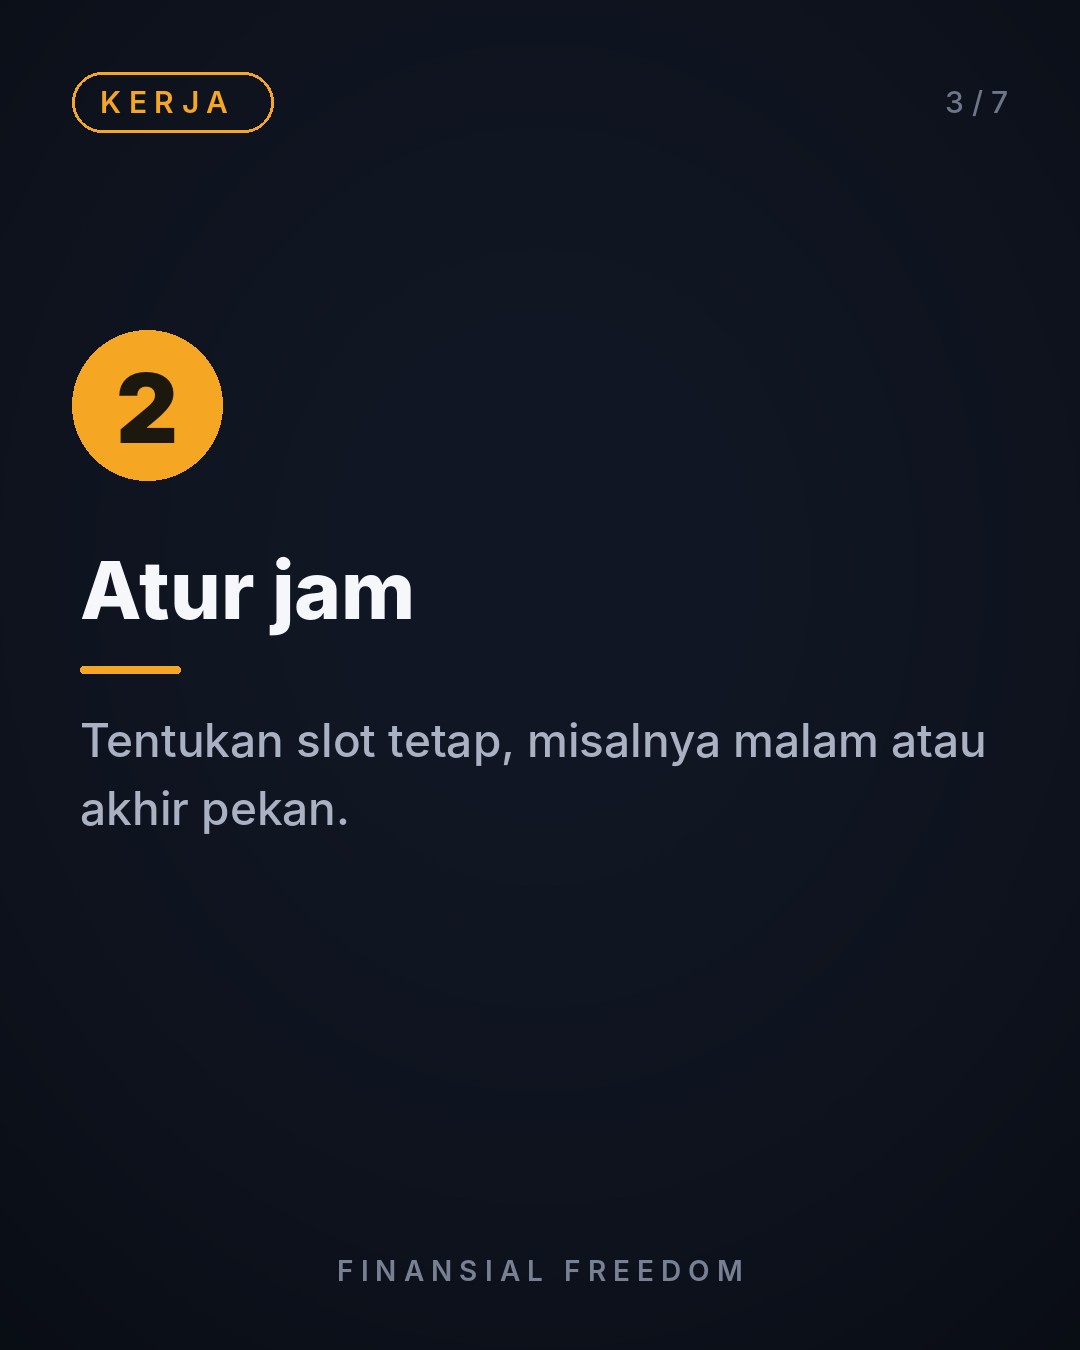 KERJA
3 / 7
2
Atur jam
Tentukan slot tetap, misalnya malam atau
akhir pekan.
FINANSIAL FREEDOM